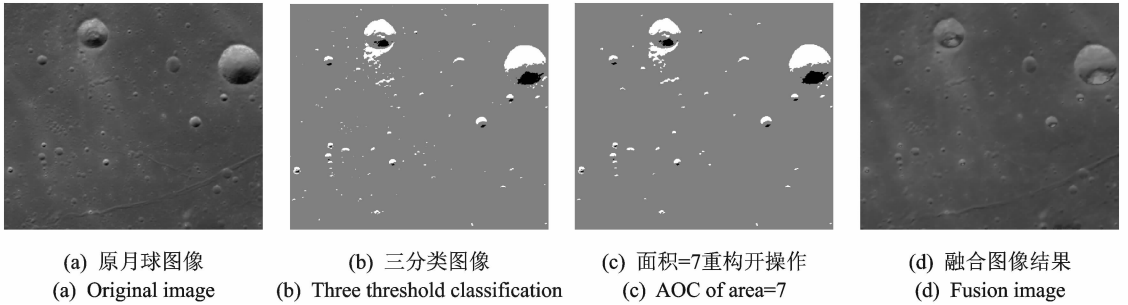 (a) 原月球图像
(a) Original image
(b) 三分类图像
(b) Three threshold classification
(c) 面积=7重构开操作
(c) AOC of area=7
(d) 融合图像结果
(d) Fusion image